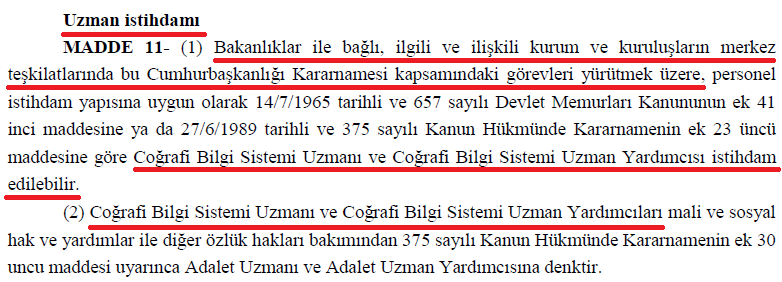 Uzman istihdamı
MADDE 11- (1) Bakanlıklar ile bağlı, ilgili ve ilişkili kurum ve kuruluşların merkez
teşkilatlarında bu Cumhurbaşkanlığı Kararnamesi kapsamındaki görevleri yürütmek üzere, personel
istihdam yapısına uygun olarak 14/7/1965 tarihli ve 657 sayılı Devlet Memurları Kanununun ek 41
inci maddesine ya da 27/6/1989 tarihli ve 375 sayılı Kanun Hükmünde Kararnamenin ek 23 üncü
maddesine göre Coğrafi Bilgi Sistemi Uzmanı ve Coğrafi Bilgi Sistemi Uzman Yardımcısı istihdam
edilebilir.
(2) Coğrafi Bilgi Sistemi Uzmanı ve Coğrafi Bilgi Sistemi Uzman Yardımcıları mali ve sosyal
hak ve yardımlar ile diğer özlük hakları bakımından 375 sayılı Kanun Hükmünde Kararnamenin ek 30
uncu maddesi uyarınca Adalet Uzmanı ve Adalet Uzman Yardımcısına denktir.